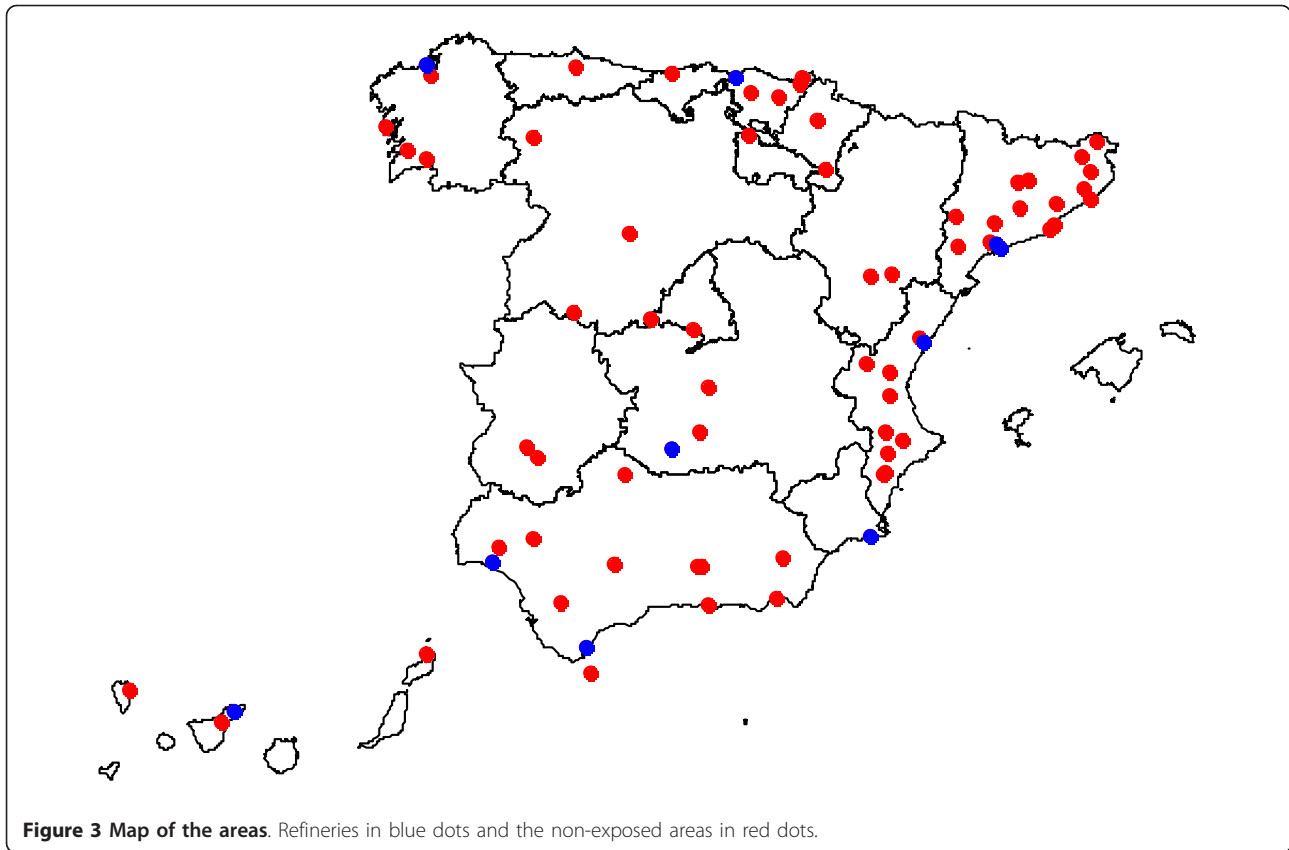 Figure 3 Map of the areas. Refineries in blue dots and the non-exposed areas in red dots.